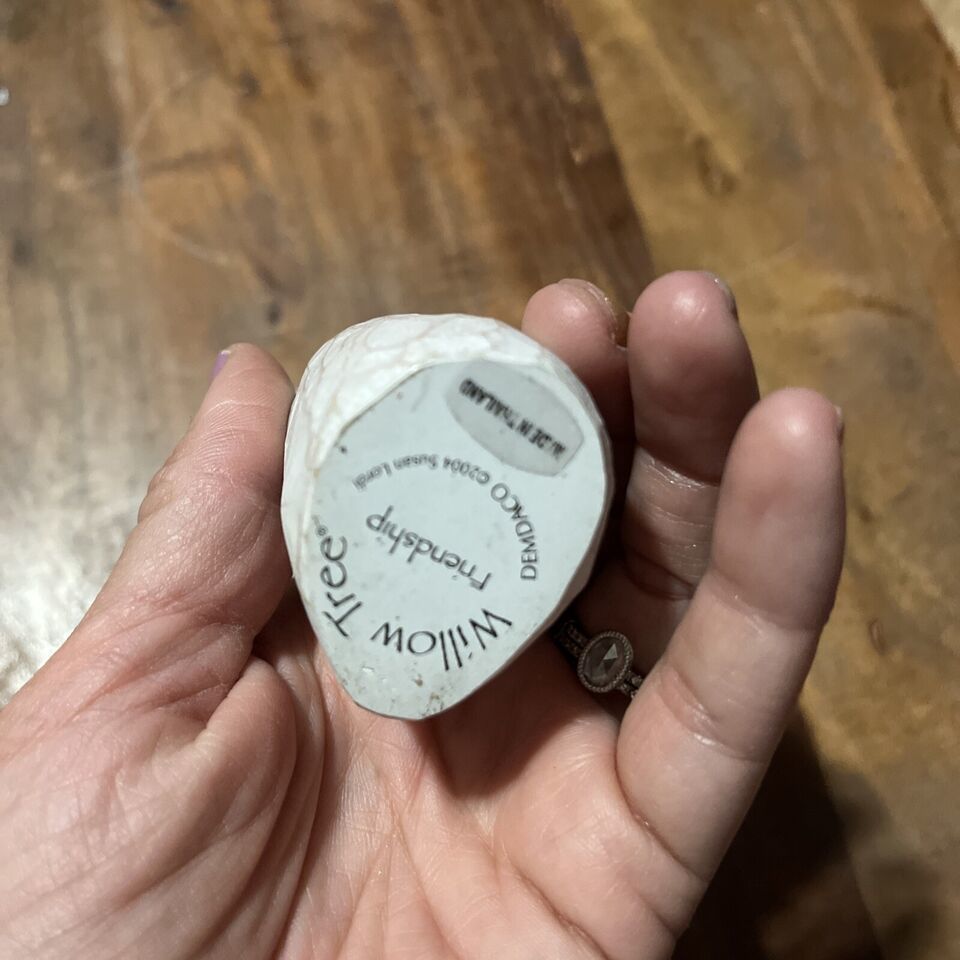 Willow Tree®
Friendship
DEMDACO ©2004 Susan Lordi
MADE IN THAILAND